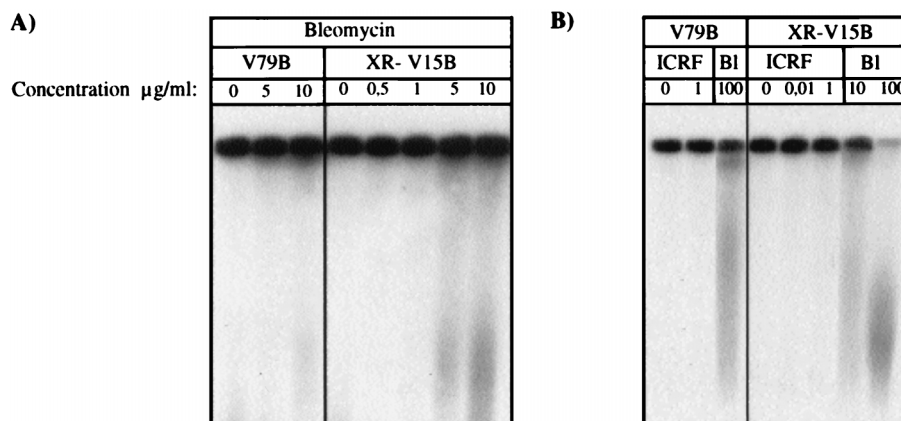 A)
Bleomycin
V79B XR- V15B
Concentration µg/ml: 0 5 10 0 0,5 1 5 10
B)
V79B XR-V15B
ICRF Bl ICRF Bl
0 1 100 0 0,01 1 10 100